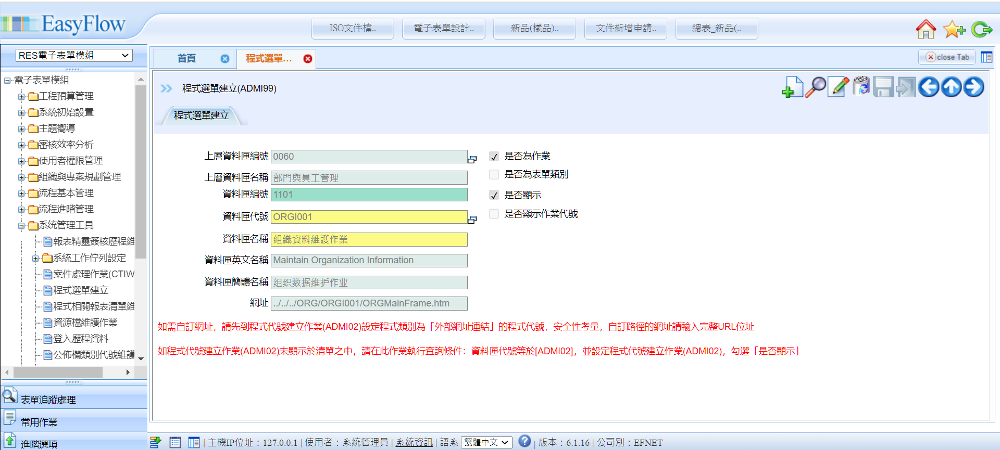 EasyFlow
ISO文件檔..
電子表單設計..
新品(樣品)..
文件新增申請..
總表_新品(..
RES電子表單模組
首頁
程式選單...
close Tab
電子表單模組
工程預算管理
系統初始設置
主題嚮導
審核效率分析
使用者權限管理
組織與專案規劃管理
流程基本管理
流程進階管理
系統管理工具
報表精靈簽核歷程維
系統工作佇列設定
案件處理作業(CTIW
程式選單建立
程式相關報表清單維
資源檔維護作業
登入歷程資料
公佈欄類別代號維護
表單追蹤處理
常用作業
進階選項
程式選單建立(ADMI99)
程式選單建立
上層資料匣編號 0060
是否為作業
上層資料匣名稱 部門與員工管理
是否為表單類別
資料匣編號 1101
是否顯示
資料匣代號 ORGI001
是否顯示作業代號
資料匣名稱 組織資料維護作業
資料匣英文名稱 Maintain Organization Information
資料匣簡體名稱 组织数据维护作业
網址 ../../../ORG/ORGI001/ORGMainFrame.htm
如需自訂網址，請先到程式代號建立作業(ADMI02)設定程式類別為「外部網址連結」的程式代號，安全性考量，自訂路徑的網址請輸入完整URL位址
如程式代號建立作業(ADMI02)未顯示於清單之中，請在此作業執行查詢條件：資料匣代號等於[ADMI02]，並設定程式代號建立作業(ADMI02)，勾選「是否顯示」
| 主機IP位址：127.0.0.1 | 使用者：系統管理員 | 系統資訊 | 語系 繁體中文 | 版本：6.1.16 | 公司別：EFNET